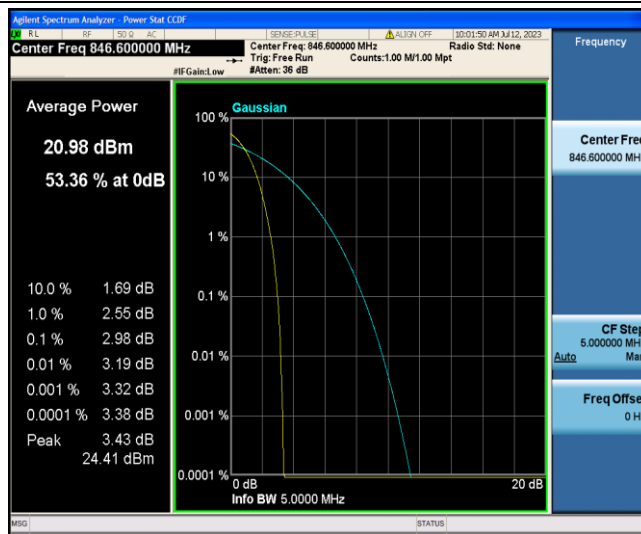 Agilent Spectrum Analyzer - Power Stat CCDF
RL RF 50 Ω AC SENSE:PULSE ALIGN OFF 10:01:50 AM Jul 12, 2023
Center Freq 846.600000 MHz
Center Freq: 846.600000 MHz Radio Std: None
Trig: Free Run Counts:1.00 M/1.00 Mpt
#IFGain:Low #Atten: 36 dB
Frequency
Average Power
20.98 dBm
53.36 % at 0dB
10.0 % 1.69 dB
1.0 % 2.55 dB
0.1 % 2.98 dB
0.01 % 3.19 dB
0.001 % 3.32 dB
0.0001 % 3.38 dB
Peak 3.43 dB
24.41 dBm
Gaussian
100 %
10 %
1 %
0.1 %
0.01 %
0.001 %
0.0001 %
0 dB 20 dB
Info BW 5.0000 MHz
Center Fre
846.600000 MH
CF Step
5.000000 MH
Auto Ma
Freq Offse
0 H
MSG STATUS